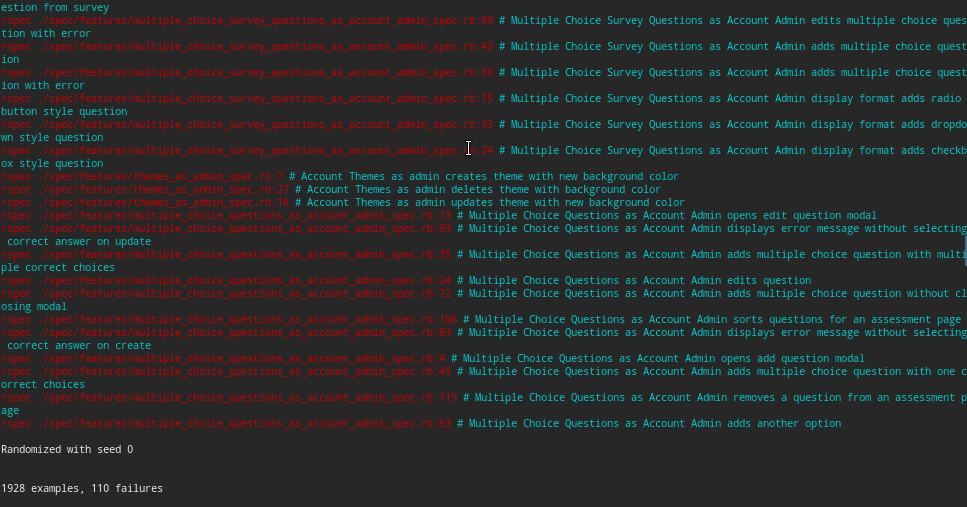 estion from survey
rspec ./spec/features/multiple_choice_survey_questions_as_account_admin_spec.rb:69 # Multiple Choice Survey Questions as Account Admin edits multiple choice ques
tion with error
rspec ./spec/features/multiple_choice_survey_questions_as_account_admin_spec.rb:43 # Multiple Choice Survey Questions as Account Admin adds multiple choice quest
ion
rspec ./spec/features/multiple_choice_survey_questions_as_account_admin_spec.rb:50 # Multiple Choice Survey Questions as Account Admin adds multiple choice quest
ion with error
rspec ./spec/features/multiple_choice_survey_questions_as_account_admin_spec.rb:15 # Multiple Choice Survey Questions as Account Admin display format adds radio
button style question
rspec ./spec/features/multiple_choice_survey_questions_as_account_admin_spec.rb:33 # Multiple Choice Survey Questions as Account Admin display format adds dropdo
wn style question
rspec ./spec/features/multiple_choice_survey_questions_as_account_admin_spec.rb:24 # Multiple Choice Survey Questions as Account Admin display format adds checkb
ox style question
rspec ./spec/features/themes_as_admin_spec.rb:7 # Account Themes as admin creates theme with new background color
rspec ./spec/features/themes_as_admin_spec.rb:27 # Account Themes as admin deletes theme with background color
rspec ./spec/features/themes_as_admin_spec.rb:16 # Account Themes as admin updates theme with new background color
rspec ./spec/features/multiple_choice_questions_as_account_admin_spec.rb:13 # Multiple Choice Questions as Account Admin opens edit question modal
rspec ./spec/features/multiple_choice_questions_as_account_admin_spec.rb:93 # Multiple Choice Questions as Account Admin displays error message without selecting
correct answer on update
rspec ./spec/features/multiple_choice_questions_as_account_admin_spec.rb:35 # Multiple Choice Questions as Account Admin adds multiple choice question with multi
ple correct choices
rspec ./spec/features/multiple_choice_questions_as_account_admin_spec.rb:24 # Multiple Choice Questions as Account Admin edits question
rspec ./spec/features/multiple_choice_questions_as_account_admin_spec.rb:72 # Multiple Choice Questions as Account Admin adds multiple choice question without cl
osing modal
rspec ./spec/features/multiple_choice_questions_as_account_admin_spec.rb:106 # Multiple Choice Questions as Account Admin sorts questions for an assessment page
rspec ./spec/features/multiple_choice_questions_as_account_admin_spec.rb:83 # Multiple Choice Questions as Account Admin displays error message without selecting
correct answer on create
rspec ./spec/features/multiple_choice_questions_as_account_admin_spec.rb:4 # Multiple Choice Questions as Account Admin opens add question modal
rspec ./spec/features/multiple_choice_questions_as_account_admin_spec.rb:49 # Multiple Choice Questions as Account Admin adds multiple choice question with one c
orrect choices
rspec ./spec/features/multiple_choice_questions_as_account_admin_spec.rb:119 # Multiple Choice Questions as Account Admin removes a question from an assessment p
age
rspec ./spec/features/multiple_choice_questions_as_account_admin_spec.rb:63 # Multiple Choice Questions as Account Admin adds another option
Randomized with seed 0
1928 examples, 110 failures